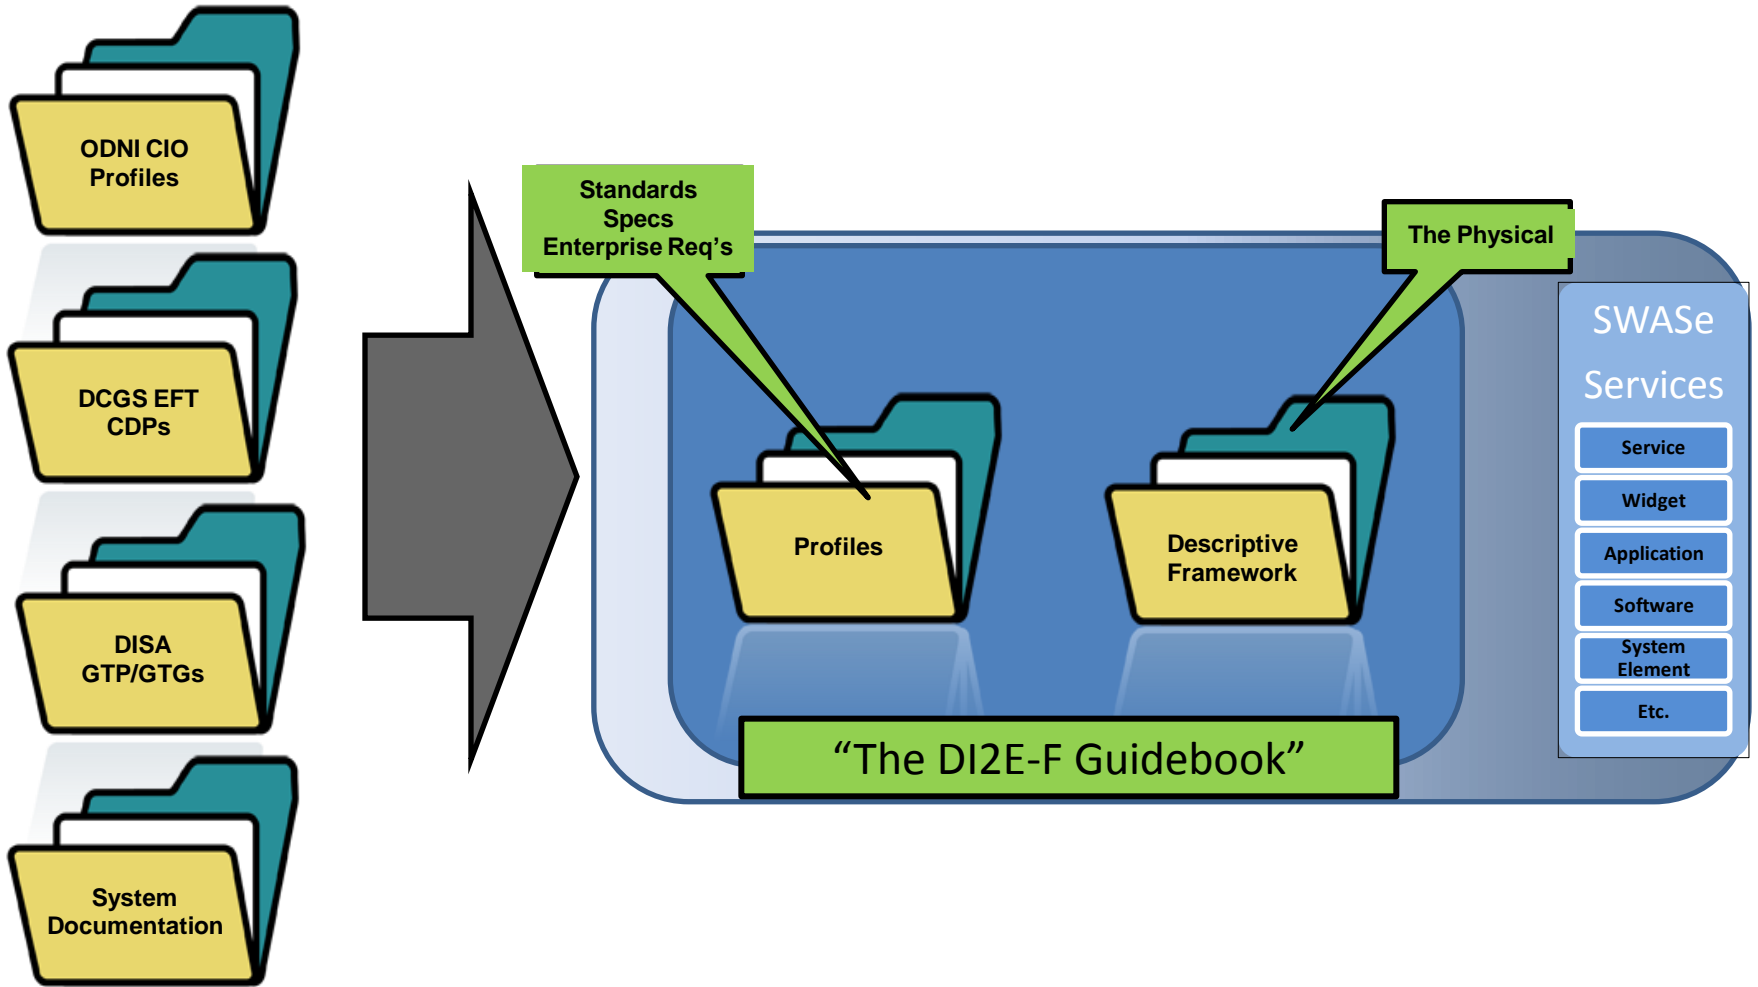 ODNI CIO
Profiles
DCGS EFT
CDPs
DISA
GTP/GTGs
System
Documentation
Standards
Specs
Enterprise Req’s
The Physical
Profiles
Descriptive
Framework
“The DI2E-F Guidebook”
SWASe
Services
Service
Widget
Application
Software
System
Element
Etc.